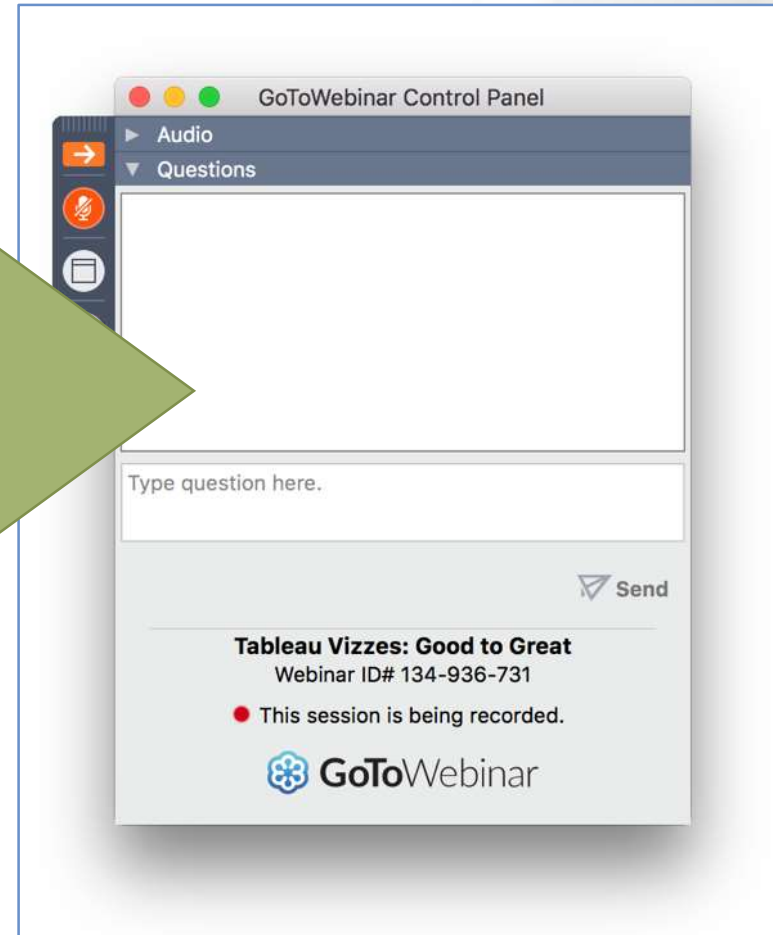 GoToWebinar Control Panel
Audio
Questions
Type question here.
Send
Tableau Vizzes: Good to Great
Webinar ID# 134-936-731
This session is being recorded.
GoToWebinar